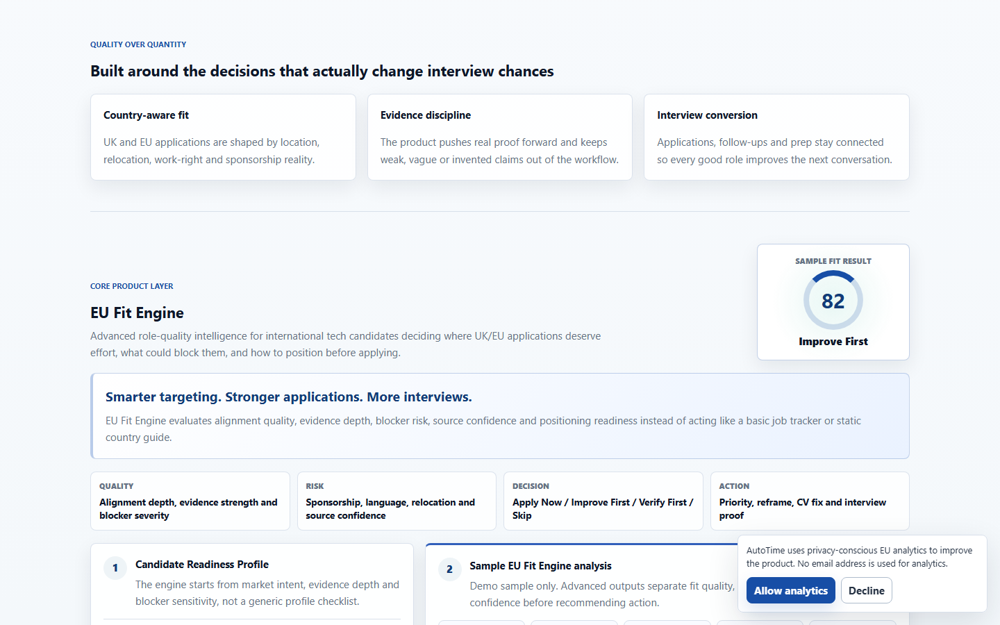 QUALITY OVER QUANTITY
Built around the decisions that actually change interview chances
Country-aware fit
UK and EU applications are shaped by location,
relocation, work-right and sponsorship reality.
Evidence discipline
The product pushes real proof forward and keeps
weak, vague or invented claims out of the workflow.
Interview conversion
Applications, follow-ups and prep stay connected
so every good role improves the next conversation.
CORE PRODUCT LAYER
EU Fit Engine
Advanced role-quality intelligence for international tech candidates deciding where UK/EU applications deserve
effort, what could block them, and how to position before applying.
SAMPLE FIT RESULT
82
Improve First
Smarter targeting. Stronger applications. More interviews.
EU Fit Engine evaluates alignment quality, evidence depth, blocker risk, source confidence and positioning readiness instead of acting like a basic job tracker or static
country guide.
QUALITY
Alignment depth, evidence strength and
blocker severity
RISK
Sponsorship, language, relocation and
source confidence
DECISION
Apply Now / Improve First / Verify First /
Skip
ACTION
Priority, reframe, CV fix and interview
proof
1
Candidate Readiness Profile
The engine starts from market intent, evidence depth and
blocker sensitivity, not a generic profile checklist.
2
Sample EU Fit Engine analysis
Demo sample only. Advanced outputs separate fit quality,
confidence before recommending action.
AutoTime uses privacy-conscious EU analytics to improve
the product. No email address is used for analytics.
Allow analytics
Decline